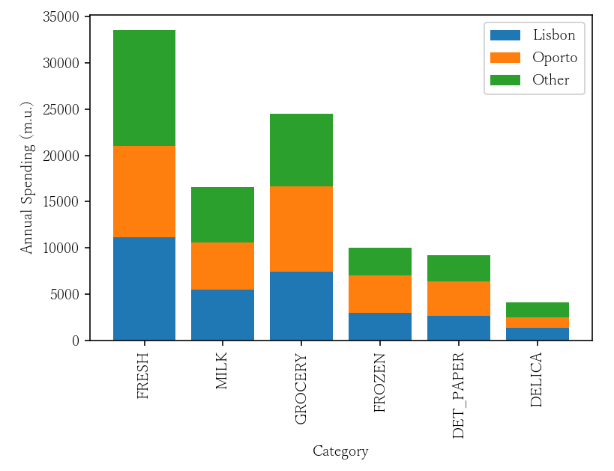 35000
30000
25000
20000
15000
10000
5000
0
Annual Spending (m.u.)
Lisbon
Oporto
Other
FRESH
MILK
GROCERY
FROZEN
DET_PAPER
DELICA
Category